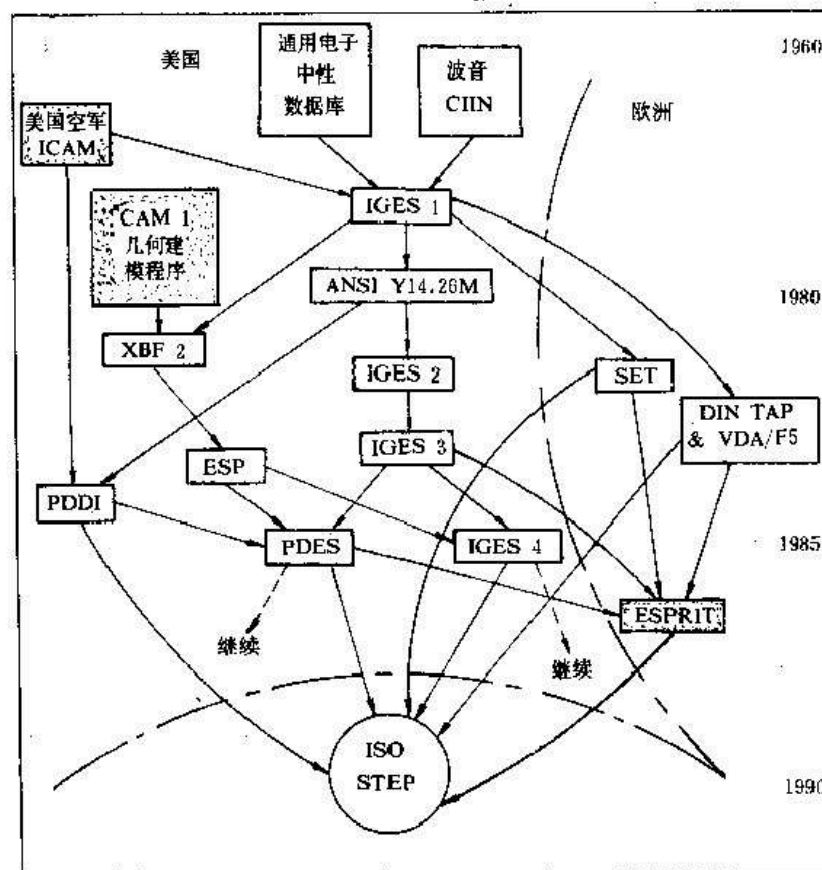 美国
通用电子
中性
数据库
波音
CIIN
1960
欧洲
美国空军
ICAM
IGES 1
CAM 1
几何建
模程序
ANSI Y14.26M
1980
XBF 2
IGES 2
SET
DIN TAP
& VDA/F5
IGES 3
ESP
PDDI
PDES
IGES 4
1985
ESPRIT
继续
继续
ISO
STEP
1990